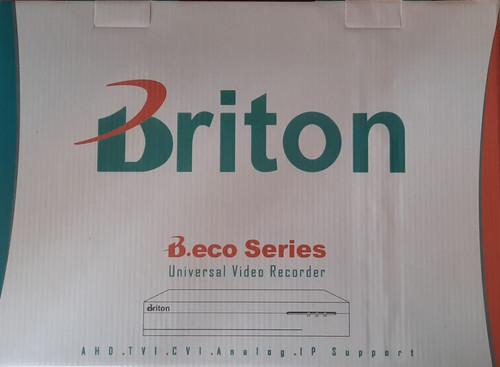 Briton
B.eco Series
Universal Video Recorder
Briton
AHD.TVI.CVI.Analog.IP Support